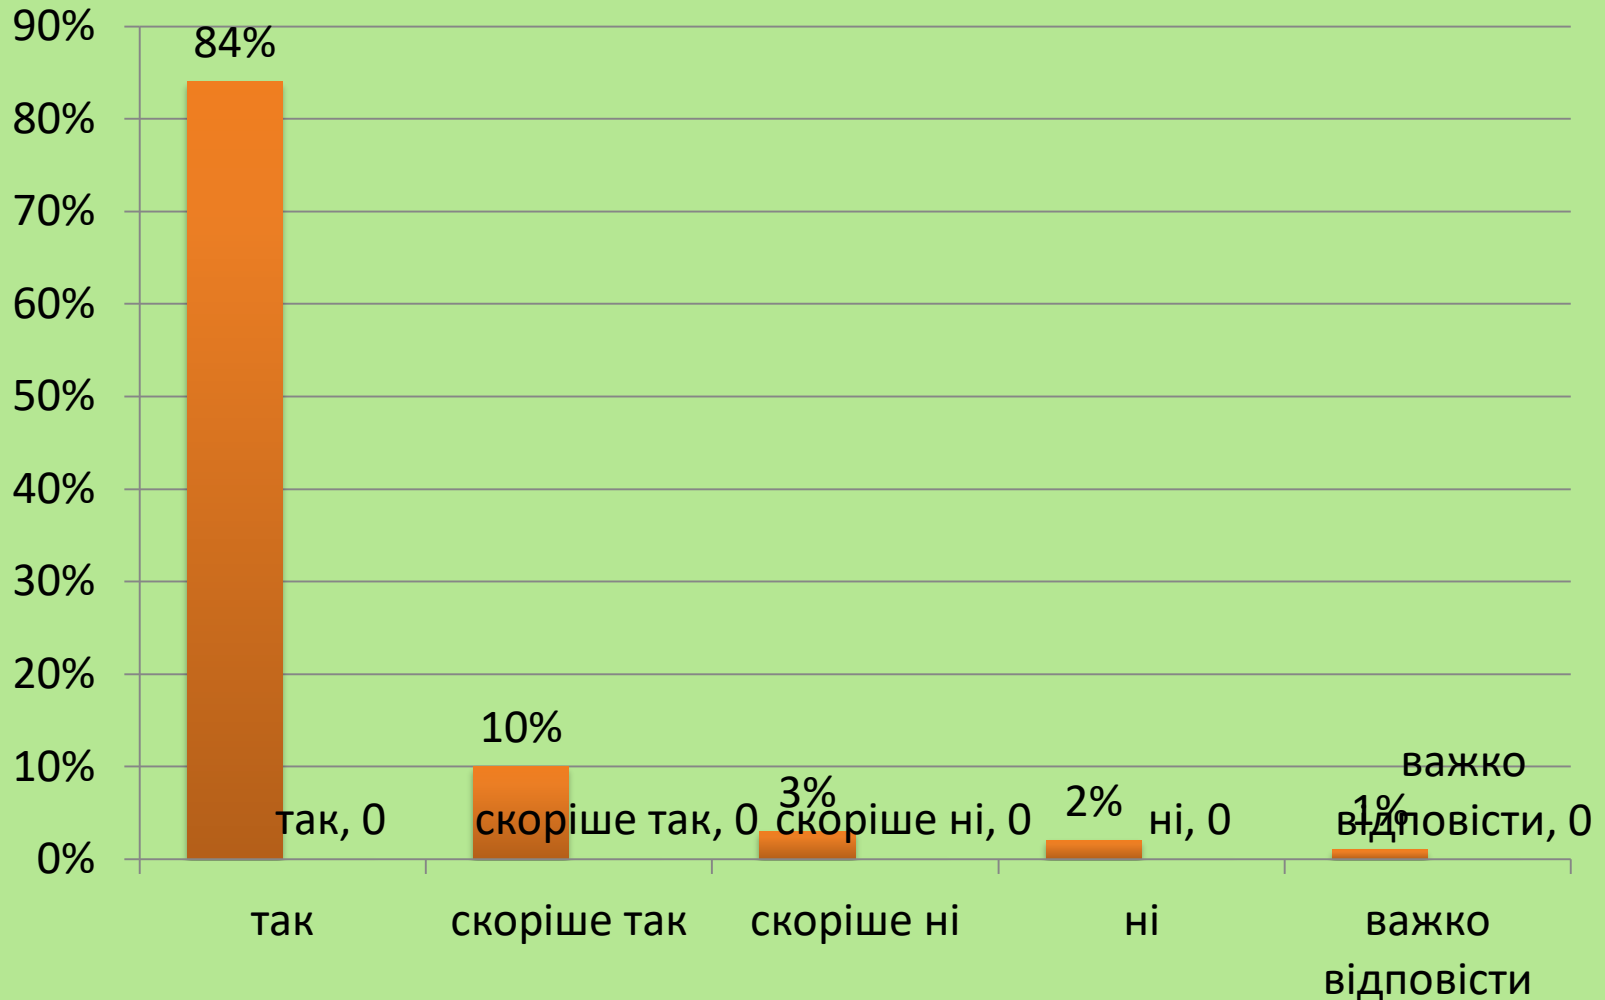 90%
80%
70%
60%
50%
40%
30%
20%
10%
0%
84%
10%
3%
2%
1%
так, 0
скоріше так, 0
скоріше ні, 0
ні, 0
важко
відповісти, 0
так
скоріше так
скоріше ні
ні
важко
відповісти